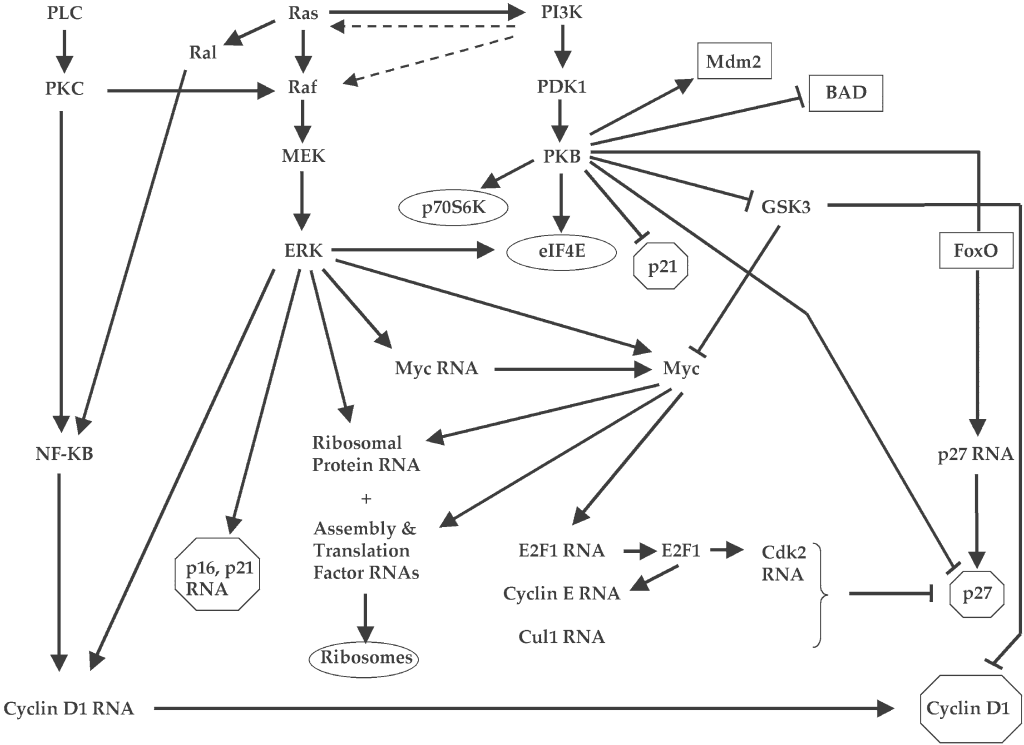 PLC
Ras
PI3K
Ral
Mdm2
PKC
Raf
PDK1
BAD
MEK
PKB
p70S6K
GSK3
ERK
eIF4E
p21
FoxO
Myc RNA
Myc
NF-KB
Ribosomal
Protein RNA
+
p27 RNA
Assembly &
Translation
Factor RNAs
p16, p21
RNA
E2F1 RNA
E2F1
Cdk2
RNA
Cyclin E RNA
p27
Cul1 RNA
Ribosomes
Cyclin D1 RNA
Cyclin D1